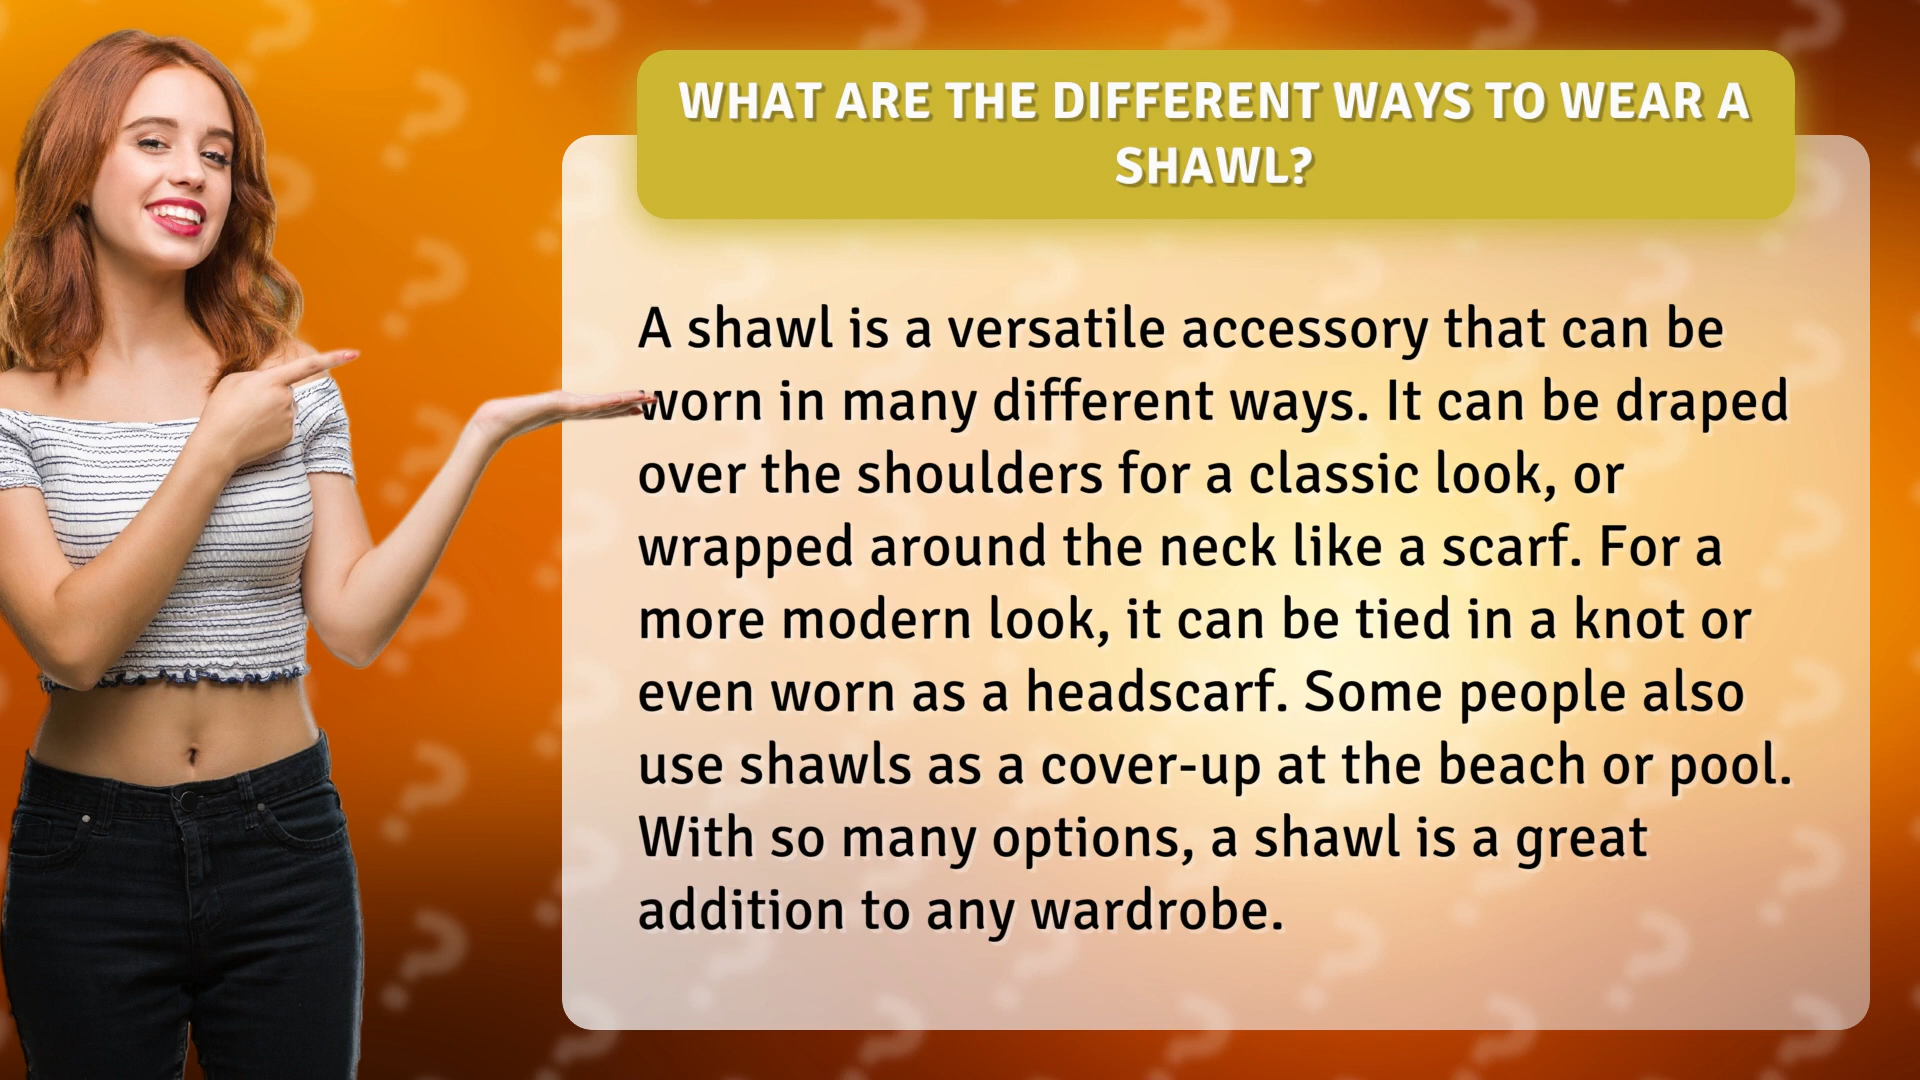 WHAT ARE THE DIFFERENT WAYS TO WEAR A
SHAWL?
A shawl is a versatile accessory that can be
worn in many different ways. It can be draped
over the shoulders for a classic look, or
wrapped around the neck like a scarf. For a
more modern look, it can be tied in a knot or
even worn as a headscarf. Some people also
use shawls as a cover-up at the beach or pool.
With so many options, a shawl is a great
addition to any wardrobe.